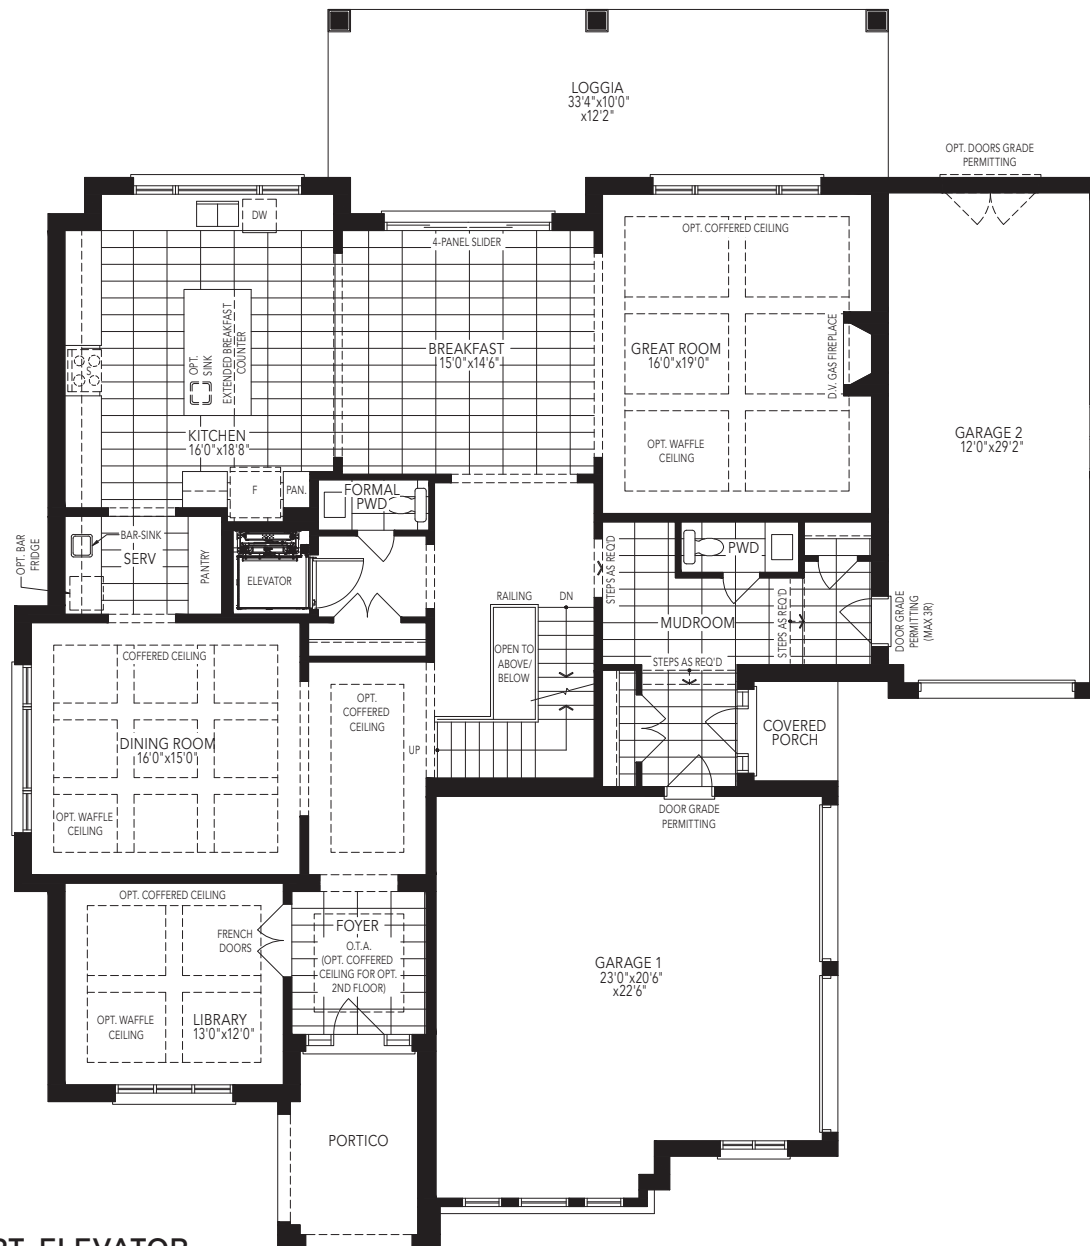 LOGGIA
33'4"x10'0"
x12'2"
OPT. DOORS GRADE
PERMITTING
DW
4-PANEL SLIDER
OPT. COFFERED CEILING
OPT.
SINK
EXTENDED BREAKFAST
COUNTER
S
BREAKFAST
15'0"x14'6"
GREAT ROOM
16'0"x19'0"
D.V. GAS FIREPLACE
KITCHEN
16'0"x18'8"
OPT. WAFFLE
CEILING
GARAGE 2
12'0"x29'2"
F
PAN.
FORMAL
PWD
OPT. BAR
FRIDGE
BAR-SINK
SERV
PANTRY
ELEVATOR
STEPS AS REQ'D
PWD
RAILING
DN
MUDROOM
STEPS AS REQ'D
DOOR GRADE
PERMITTING
(MAX 3R)
OPEN TO
ABOVE/
BELOW
STEPS AS REQ'D
COFFERED CEILING
OPT.
COFFERED
CEILING
DINING ROOM
16'0"x15'0"
UP
COVERED
PORCH
OPT. WAFFLE
CEILING
DOOR GRADE
PERMITTING
OPT. COFFERED CEILING
FRENCH
DOORS
FOYER
O.T.A.
(OPT. COFFERED
CEILING FOR OPT.
2ND FLOOR)
GARAGE 1
23'0"x20'6"
x22'6"
OPT. WAFFLE
CEILING
LIBRARY
13'0"x12'0"
PORTICO
PT. ELEVATOR